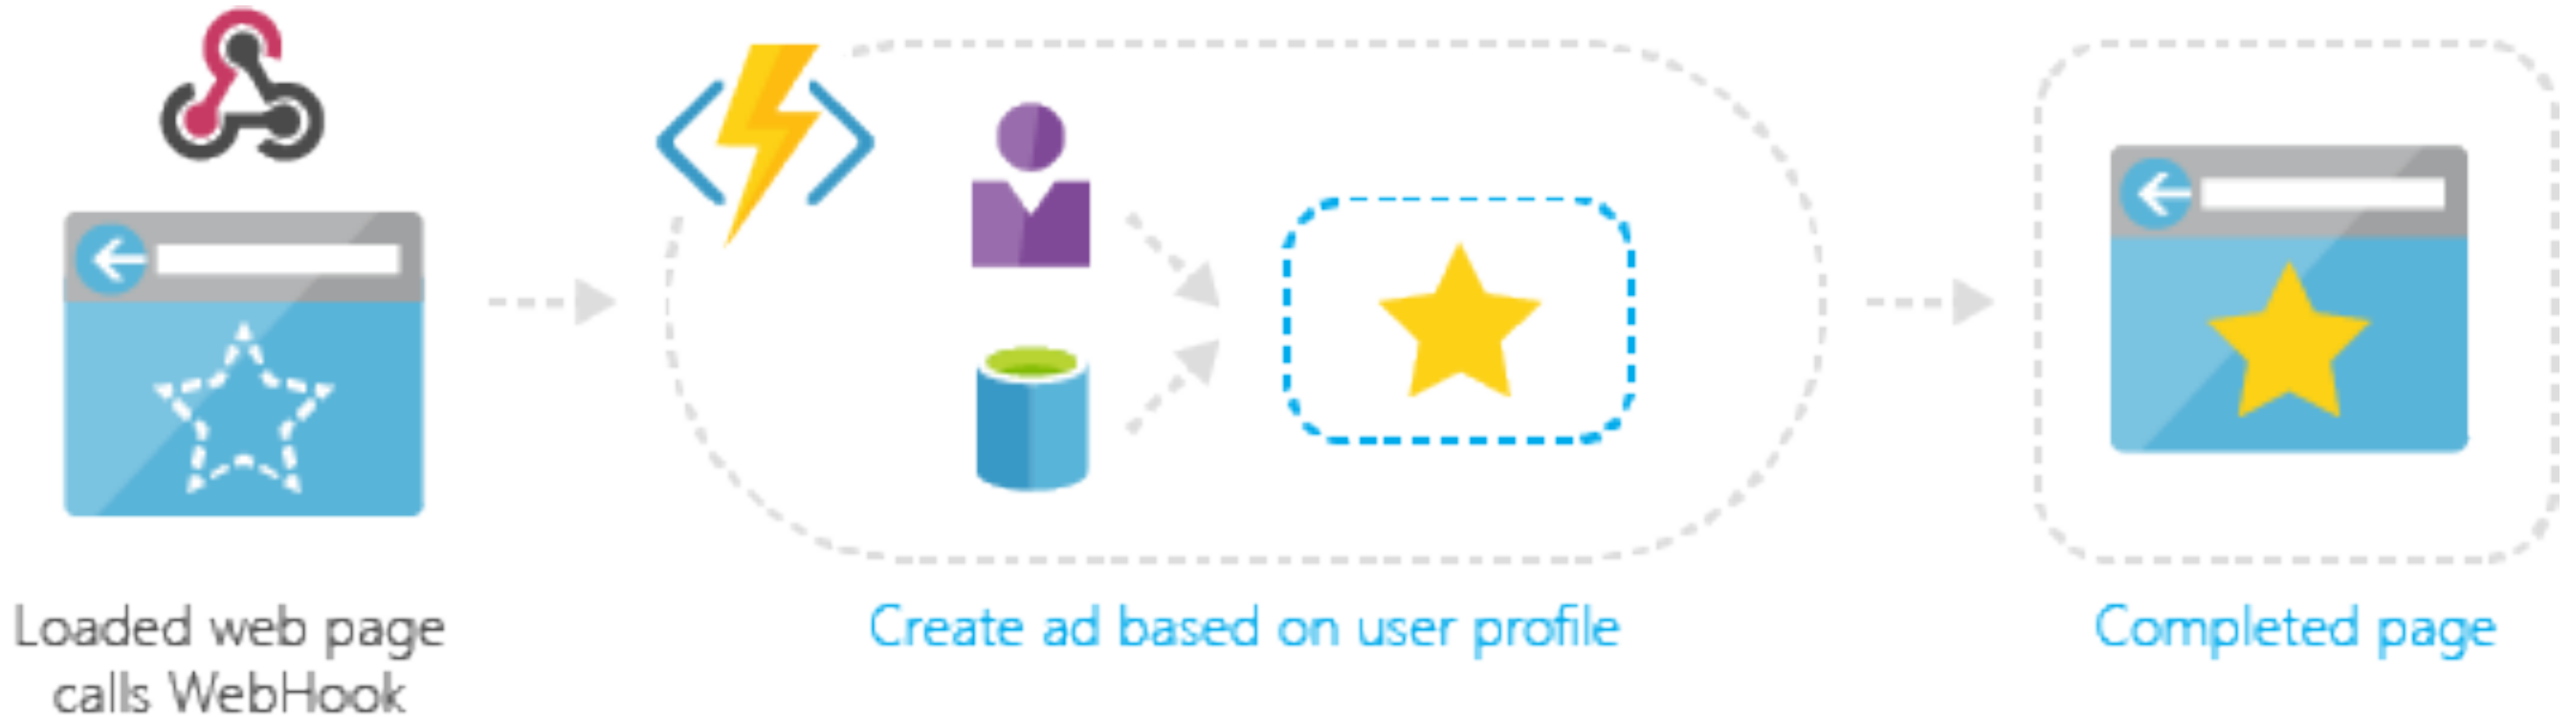 Loaded web page
calls WebHook
Create ad based on user profile
Completed page